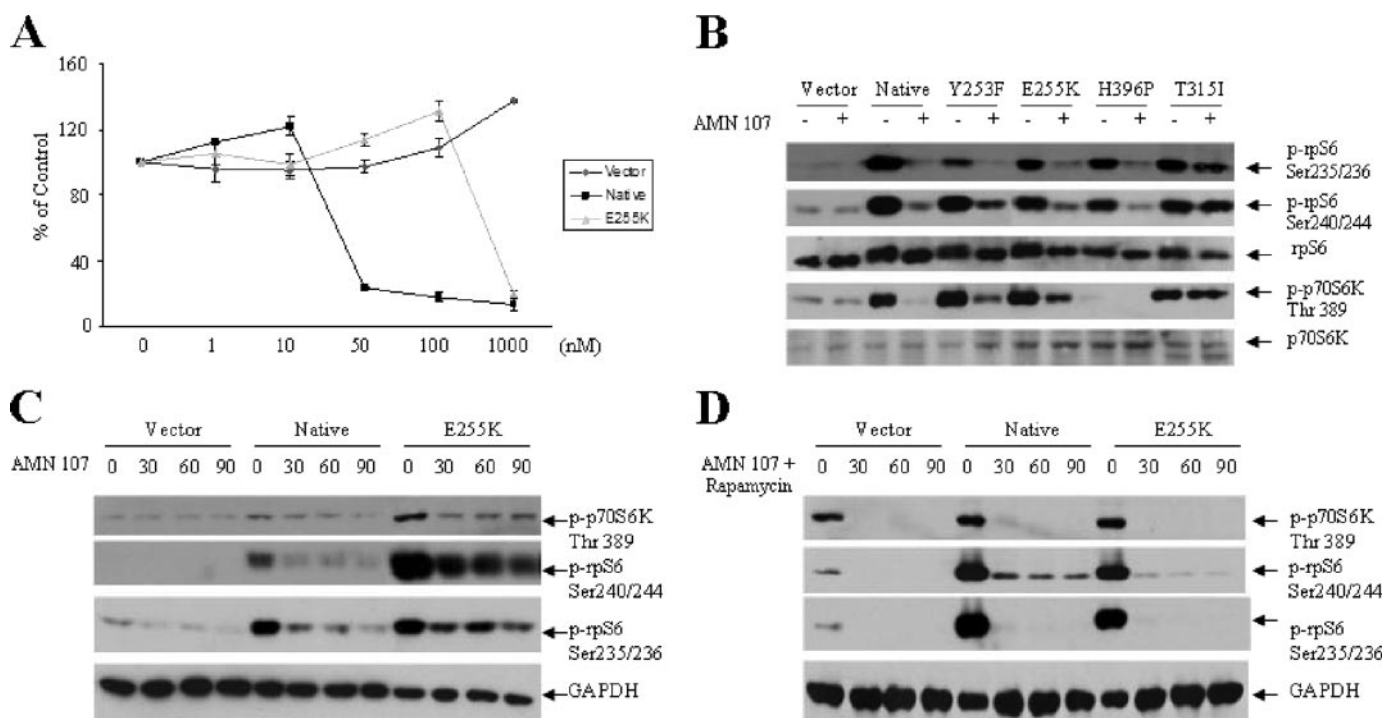 A
160
120
80
40
0
% of Control
0 1 10 50 100 1000 (nM)
Vector
Native
E255K
B
Vector Native Y253F E255K H396P T315I
AMN 107 - + - + - + - + - + - +
p-rpS6
Ser235/236
p-rpS6
Ser240/244
rpS6
p-p70S6K
Thr 389
p70S6K
C
Vector Native E255K
AMN 107 0 30 60 90 0 30 60 90 0 30 60 90
p-p70S6K
Thr 389
p-rpS6
Ser240/244
p-rpS6
Ser235/236
GAPDH
D
Vector Native E255K
AMN 107 + 0 30 60 90 0 30 60 90 0 30 60 90
Rapamycin
p-p70S6K
Thr 389
p-rpS6
Ser240/244
p-rpS6
Ser235/236
GAPDH